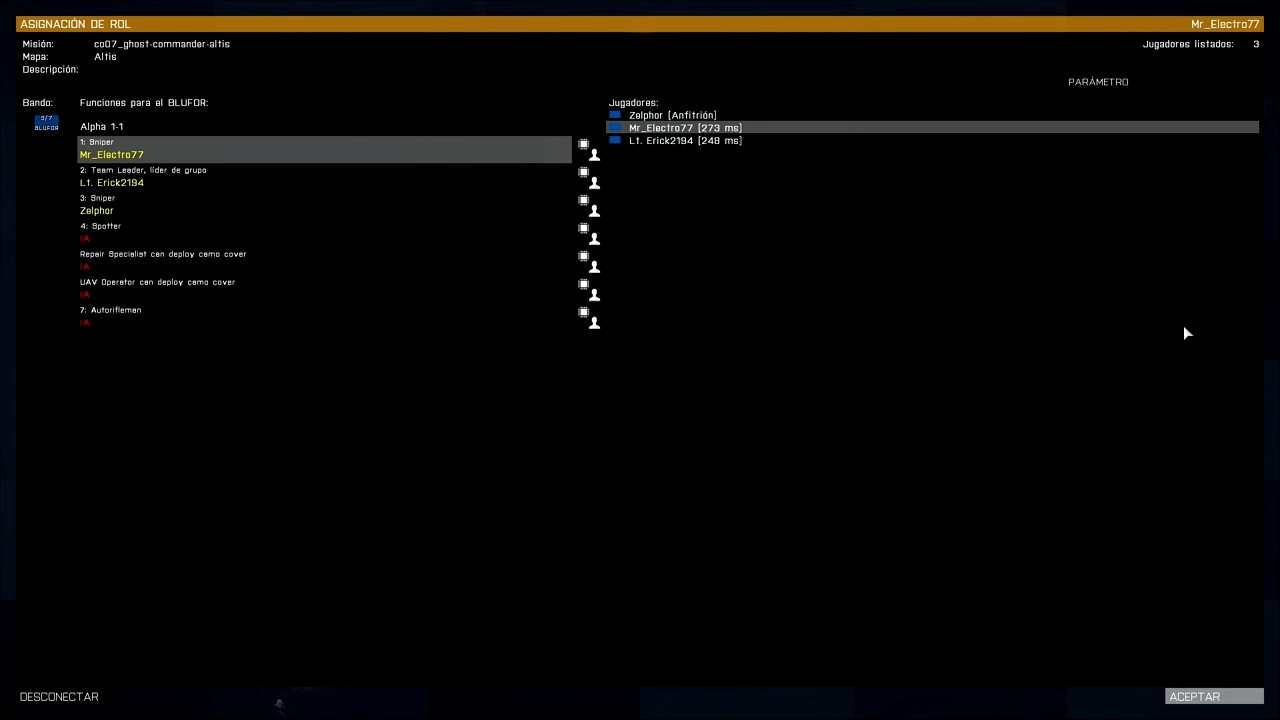 ASIGNACIÓN DE ROL
Mr_Electro77
Misión: co07_ghost-commander-altis
Jugadores listados: 3
Mapa: Altis
Descripción:
PARÁMETRO
Bando:
Funciones para el BLUFOR:
3/7
BLUFOR
Alpha 1-1
1: Sniper
Mr_Electro77
2: Team Leader, líder de grupo
Lt. Erick2194
3: Sniper
Zelphor
4: Spotter
IA
Repair Specialist can deploy camo cover
IA
UAV Operator can deploy camo cover
IA
7: Autorifleman
IA
Jugadores:
Zelphor (Anfitrión)
Mr_Electro77 (273 ms)
Lt. Erick2194 (248 ms)
DESCONECTAR
ACEPTAR